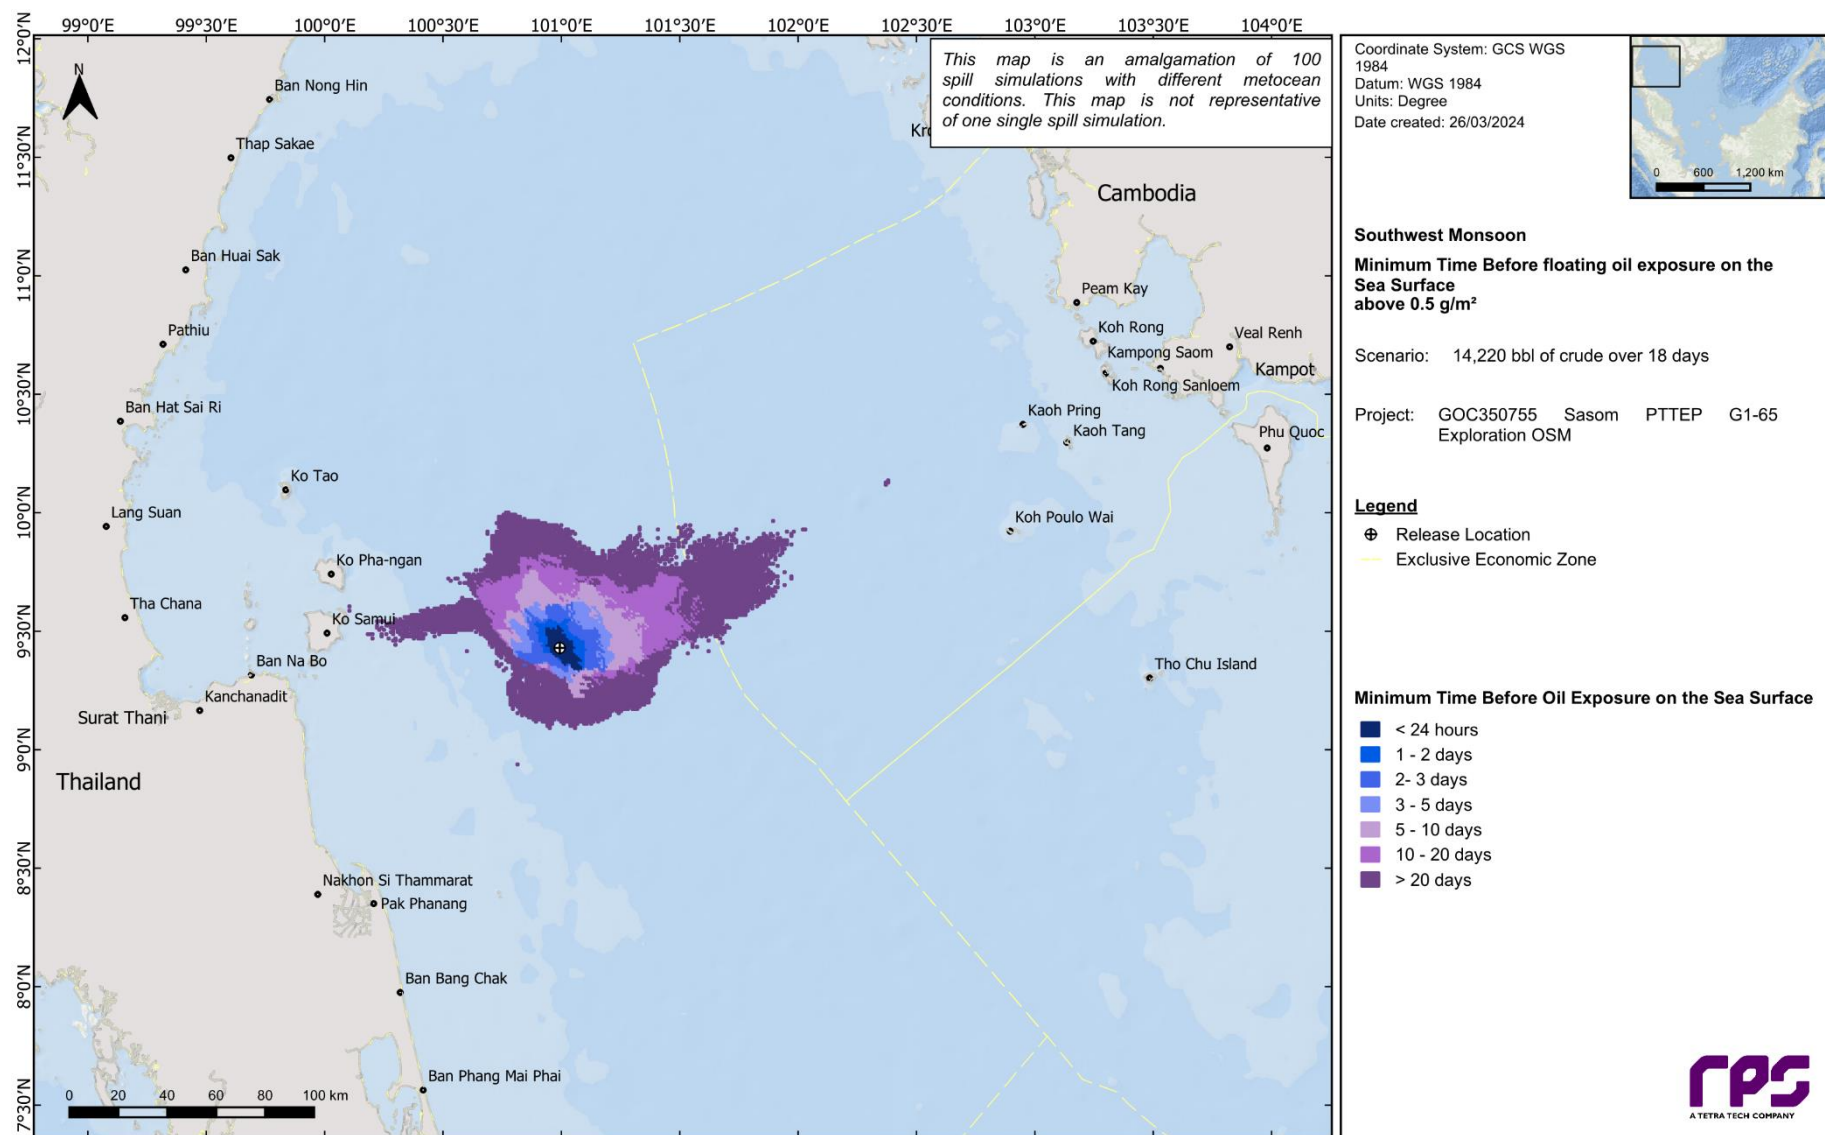 99°0′E 99°30′E 100°0′E 100°30′E 101°0′E 101°30′E 102°0′E 102°30′E 103°0′E 103°30′E 104°0′E
12°0′N
11°30′N
11°0′N
10°30′N
10°0′N
9°30′N
9°0′N
8°30′N
8°0′N
7°30′N
N
This map is an amalgamation of 100
spill simulations with different metocean
conditions. This map is not representative
of one single spill simulation.
Ban Nong Hin
Thap Sakae
Ban Huai Sak
Pathiu
Ban Hat Sai Ri
Ko Tao
Lang Suan
Ko Pha-ngan
Tha Chana
Ko Samui
Ban Na Bo
Kanchanadit
Surat Thani
Thailand
Nakhon Si Thammarat
Pak Phanang
Ban Bang Chak
Ban Phang Mai Phai
Cambodia
Peam Kay
Koh Rong
Veal Renh
Kampong Saom
Kampot
Koh Rong Sanloem
Kaoh Pring
Kaoh Tang
Phu Quoc
Koh Poulo Wai
Tho Chu Island
0 20 40 60 80 100 km
Coordinate System: GCS WGS
1984
Datum: WGS 1984
Units: Degree
Date created: 26/03/2024
0 600 1,200 km
Southwest Monsoon
Minimum Time Before floating oil exposure on the
Sea Surface
above 0.5 g/m²
Scenario: 14,220 bbl of crude over 18 days
Project: GOC350755 Sasom PTTEP G1-65
Exploration OSM
Legend
Release Location
Exclusive Economic Zone
Minimum Time Before Oil Exposure on the Sea Surface
< 24 hours
1 - 2 days
2- 3 days
3 - 5 days
5 - 10 days
10 - 20 days
> 20 days
rps
A TETRA TECH COMPANY